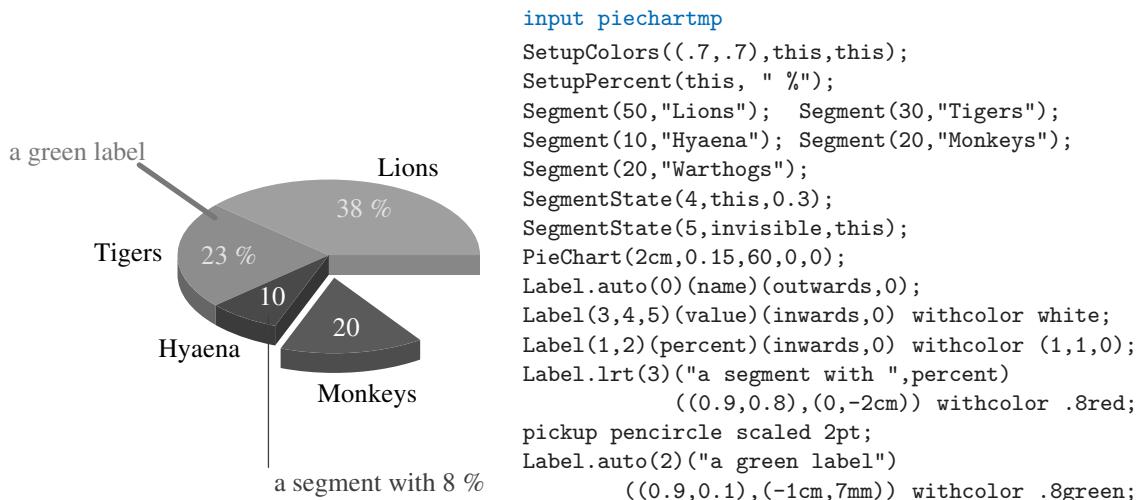 a green label
Lions
38 %
Tigers
23 %
10
20
Hyaena
Monkeys
a segment with 8 %
input piechartmp
SetupColors((.7,.7),this,this);
SetupPercent(this, " %");
Segment(50,"Lions");  Segment(30,"Tigers");
Segment(10,"Hyaena"); Segment(20,"Monkeys");
Segment(20,"Warthogs");
SegmentState(4,this,0.3);
SegmentState(5,invisible,this);
PieChart(2cm,0.15,60,0,0);
Label.auto(0)(name)(outwards,0);
Label(3,4,5)(value)(inwards,0) withcolor white;
Label(1,2)(percent)(inwards,0) withcolor (1,1,0);
Label.lrt(3)("a segment with ",percent)
((0.9,0.8),(0,-2cm)) withcolor .8red;
pickup pencircle scaled 2pt;
Label.auto(2)("a green label")
((0.9,0.1),(-1cm,7mm)) withcolor .8green;